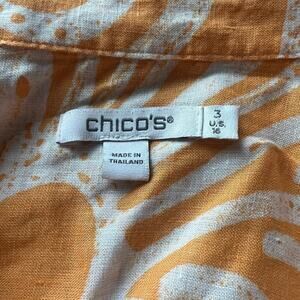 chico's®
3
U.S.
16
MADE IN
THAILAND